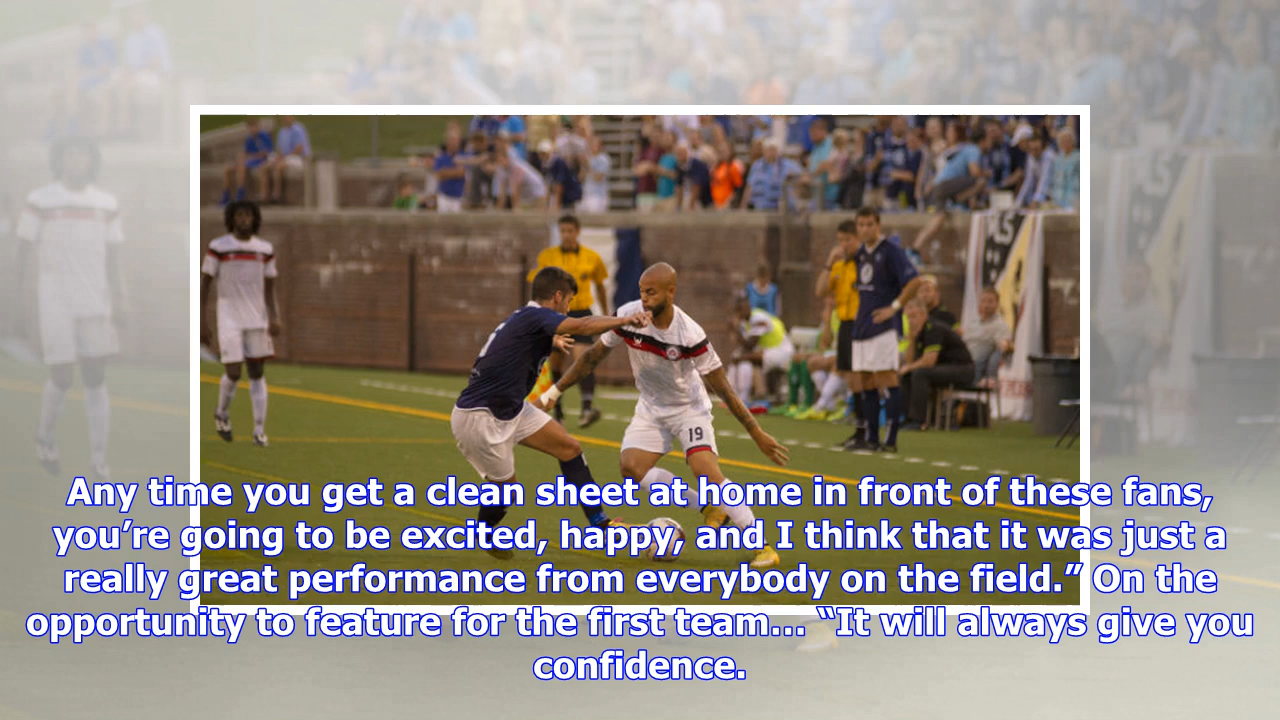 Any time you get a clean sheet at home in front of these fans,
you’re going to be excited, happy, and I think that it was just a
really great performance from everybody on the field.” On the
opportunity to feature for the first team... “It will always give you
confidence.
19